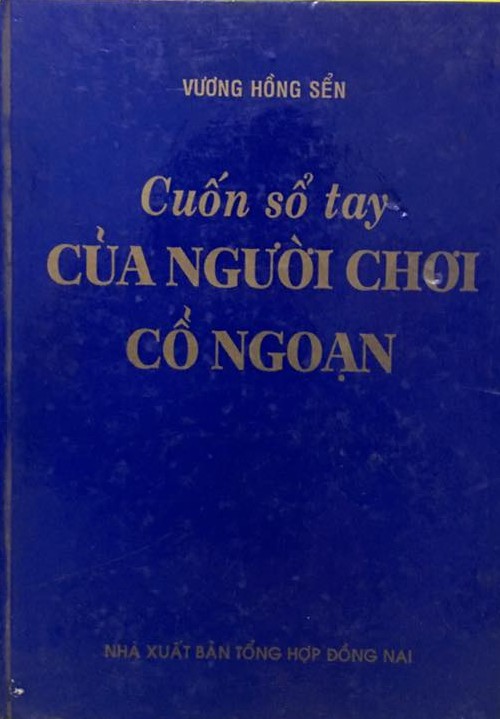 VƯƠNG HỒNG SỂN
Cuốn sổ tay
CỦA NGƯỜI CHƠI
CỔ NGOẠN
NHÀ XUẤT BẢN TỔNG HỢP ĐỒNG NAI